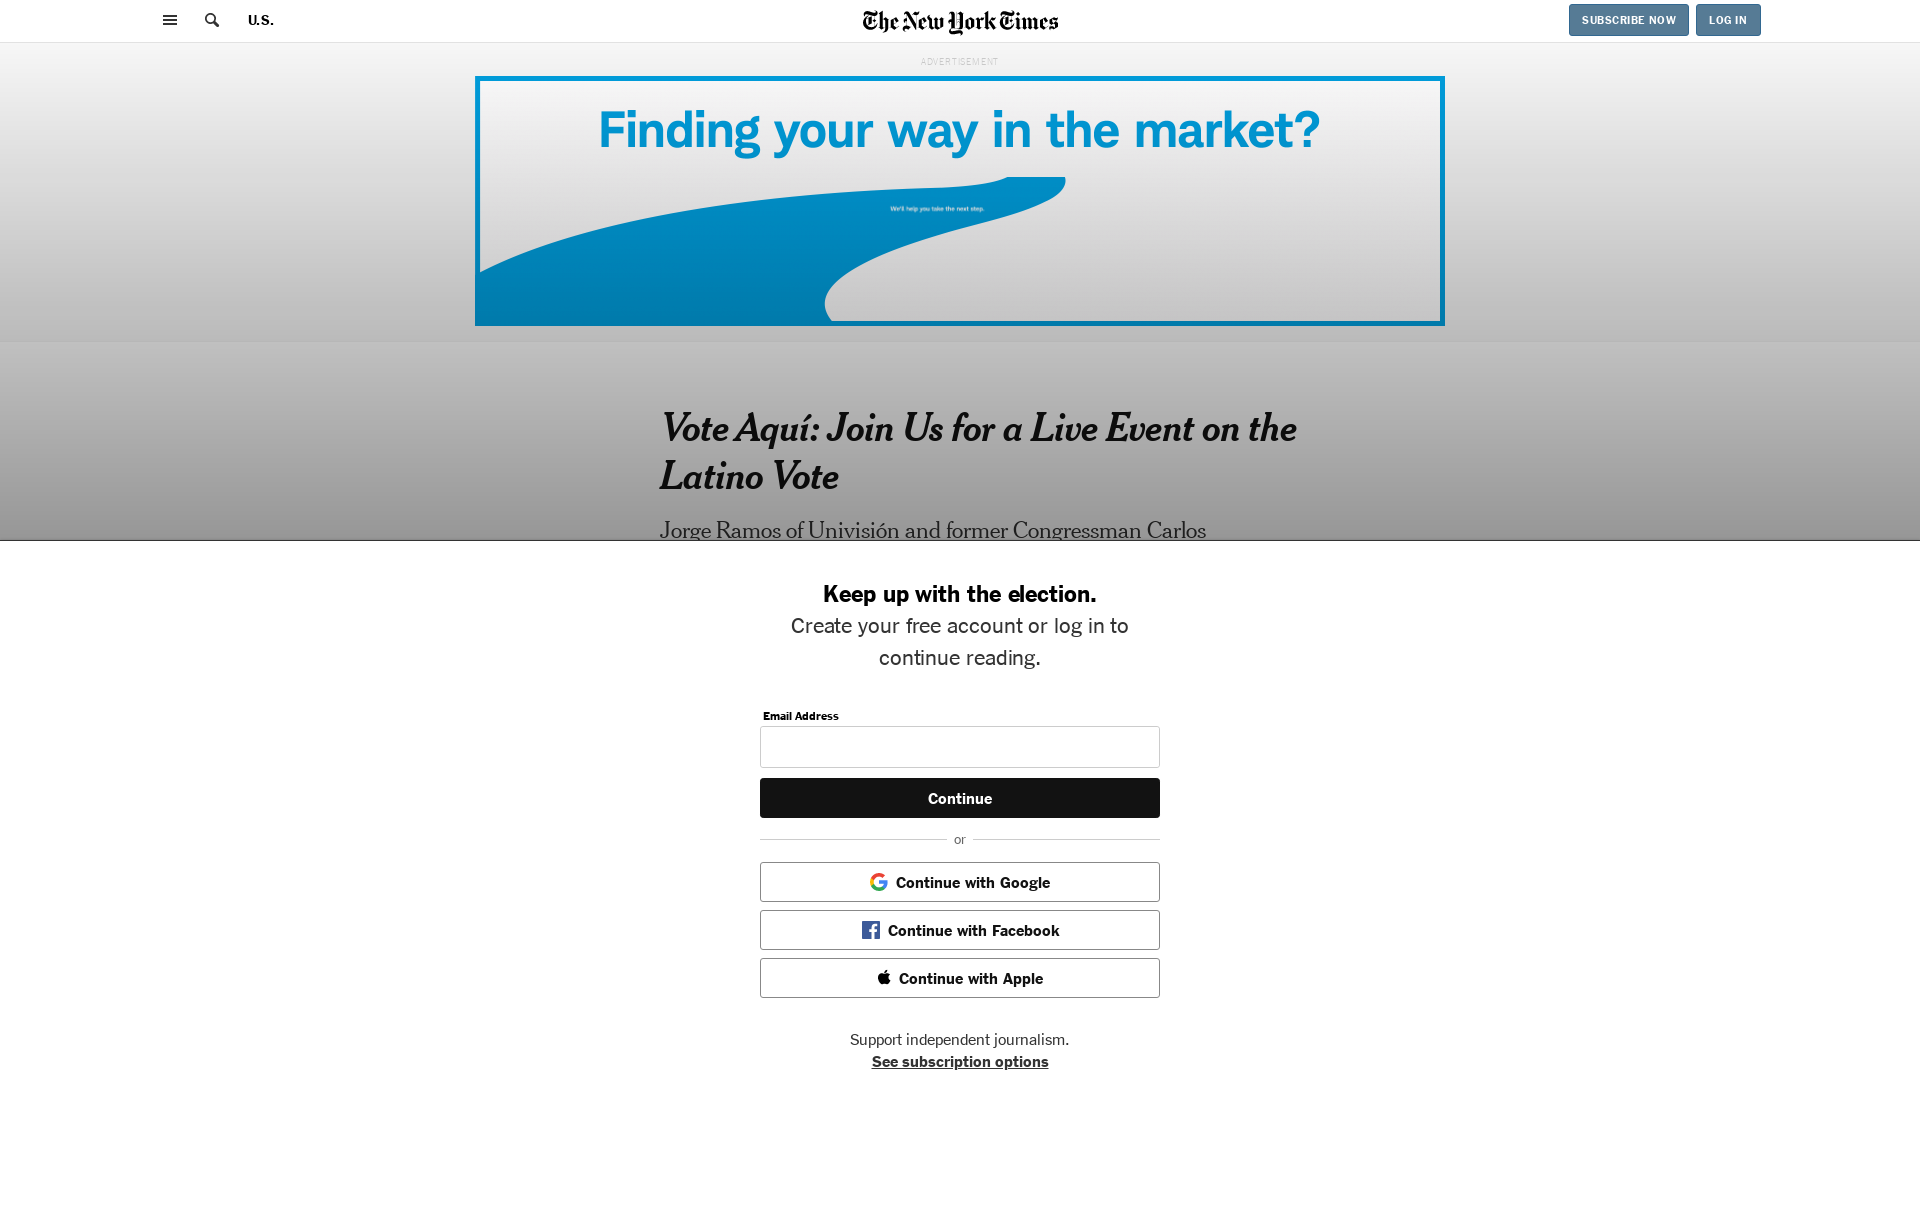 U.S.
The New York Times
SUBSCRIBE NOW
LOG IN
ADVERTISEMENT
Finding your way in the market?
We'll help you take the next step.
Vote Aquí: Join Us for a Live Event on the
Latino Vote
Jorge Ramos of Univisión and former Congressman Carlos
Keep up with the election.
Create your free account or log in to
continue reading.
Email Address
Continue
or
Continue with Google
Continue with Facebook
Continue with Apple
Support independent journalism.
See subscription options